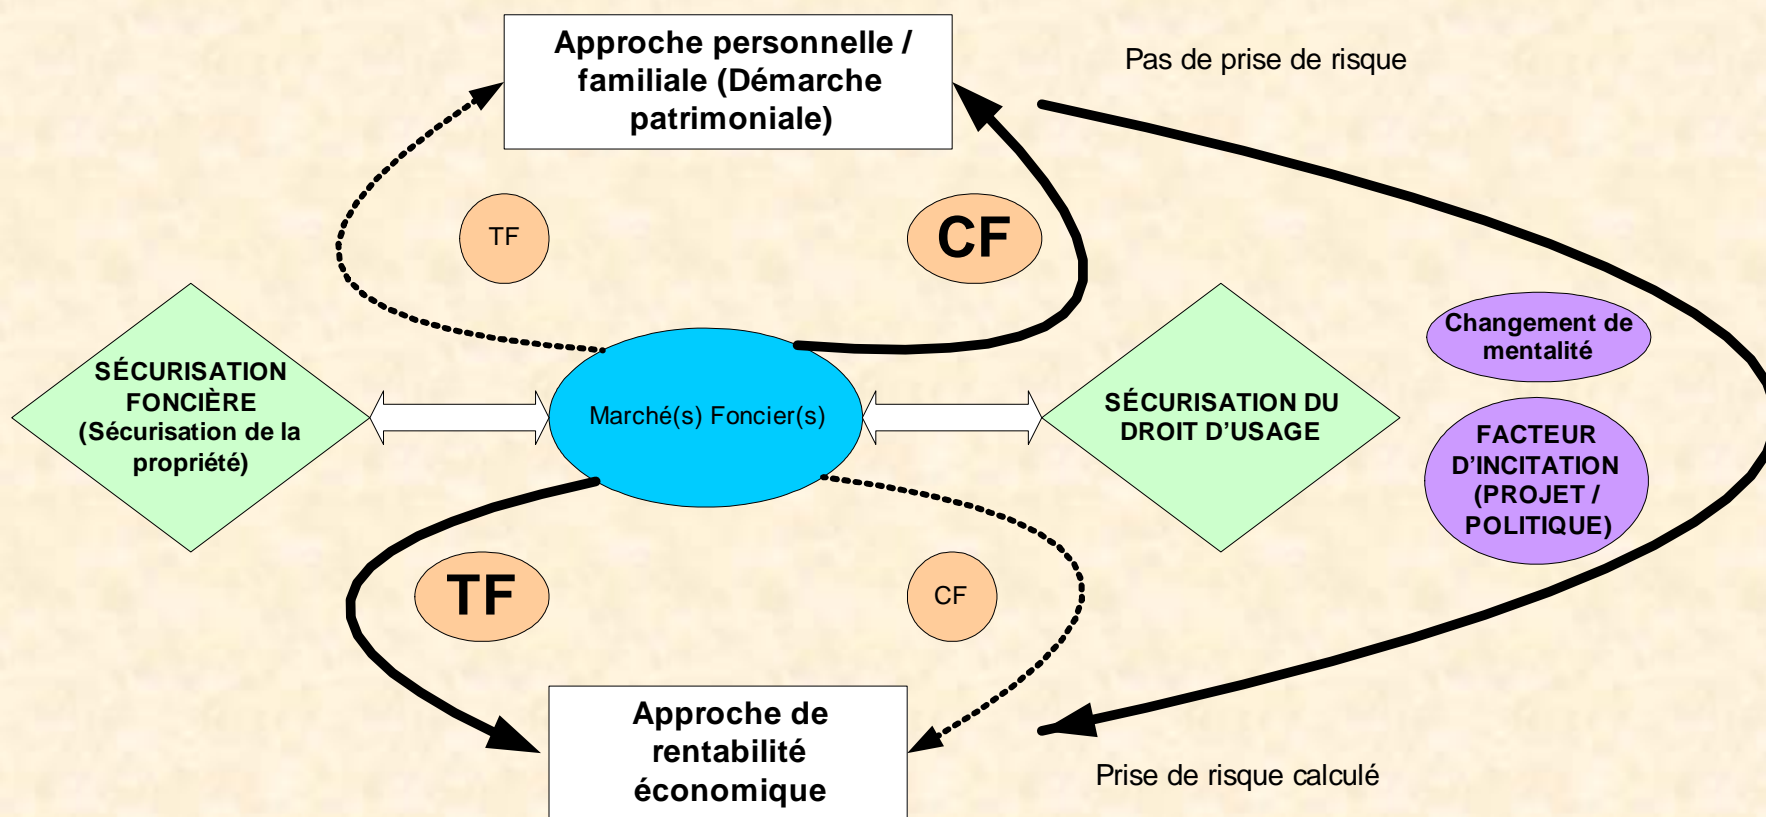 Approche personnelle /
familiale (Démarche
patrimoniale)
Pas de prise de risque
TF
CF
Changement de
mentalité
SÉCURISATION
FONCIÈRE
(Sécurisation de la
propriété)
Marché(s) Foncier(s)
SÉCURISATION DU
DROIT D'USAGE
FACTEUR
D'INCITATION
(PROJET /
POLITIQUE)
TF
CF
Approche de
rentabilité
économique
Prise de risque calculé